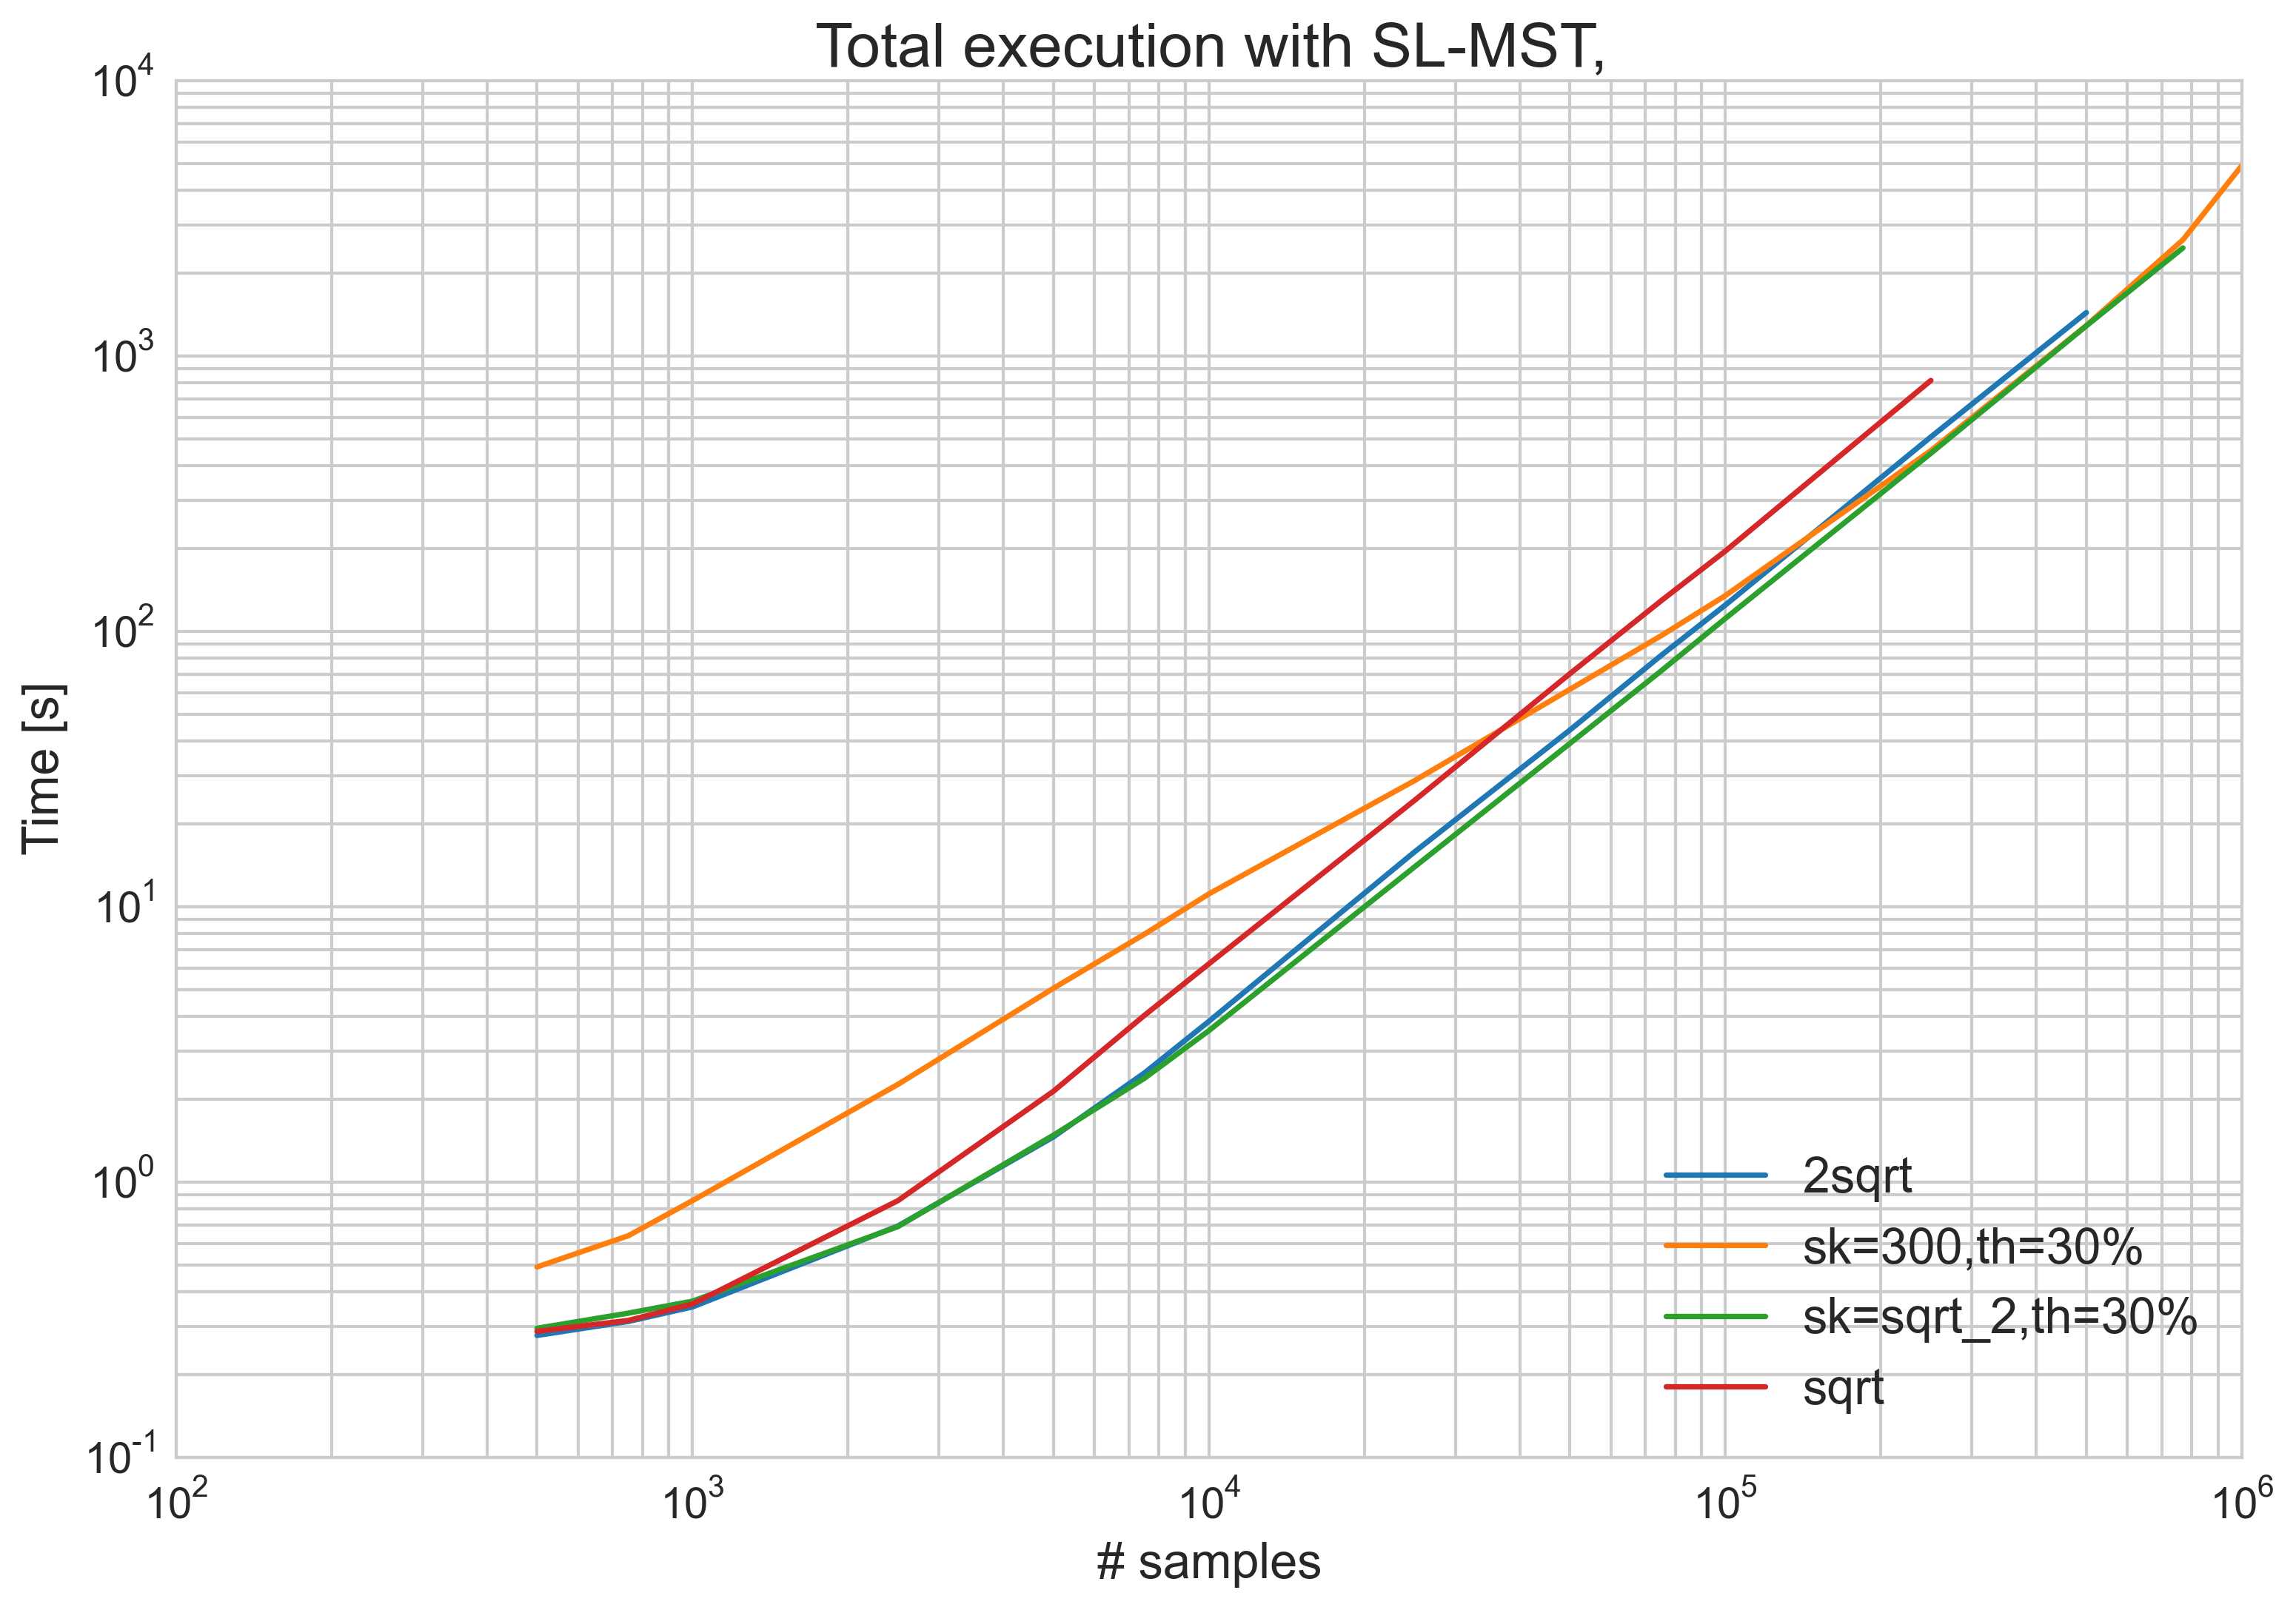 Total execution with SL-MST,
10^4
10^3
10^2
10^1
10^0
10^-1
Time [s]
2sqrt
sk=300,th=30%
sk=sqrt_2,th=30%
sqrt
10^2 10^3 10^4 10^5 10^6
# samples